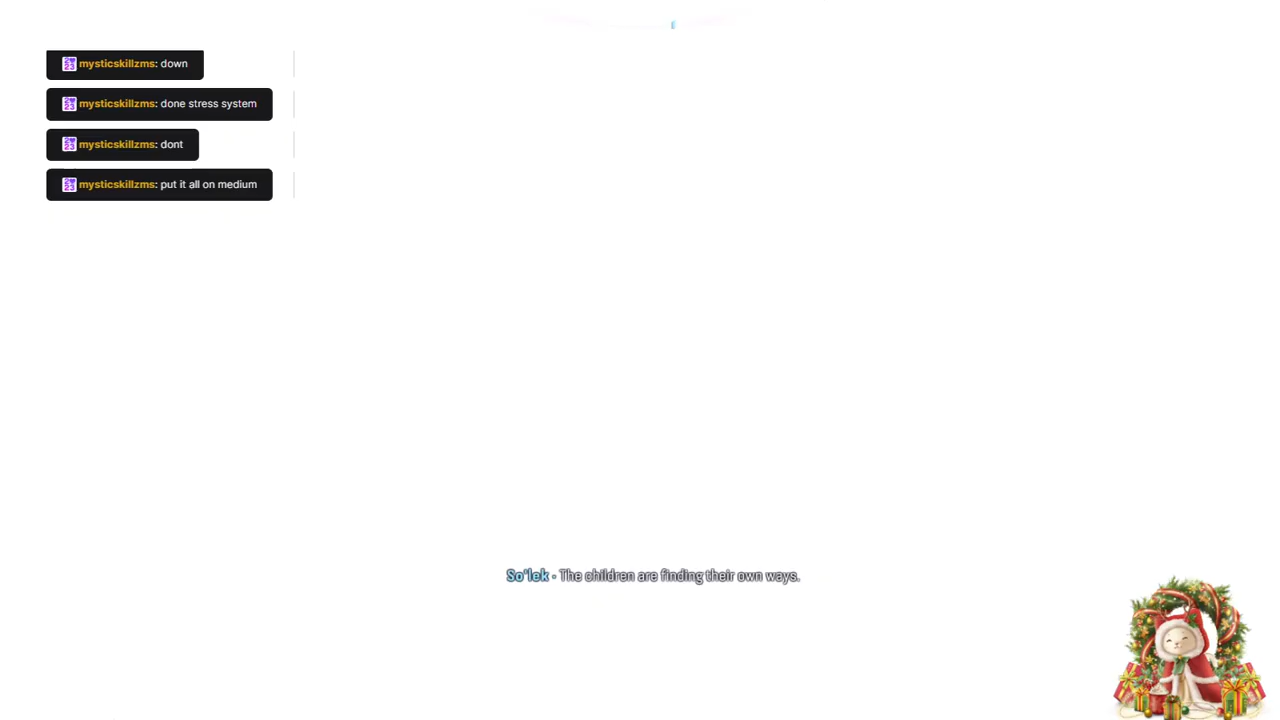 mysticskillzms: down
mysticskillzms: done stress system
mysticskillzms: dont
mysticskillzms: put it all on medium
So'lek - The children are finding their own ways.